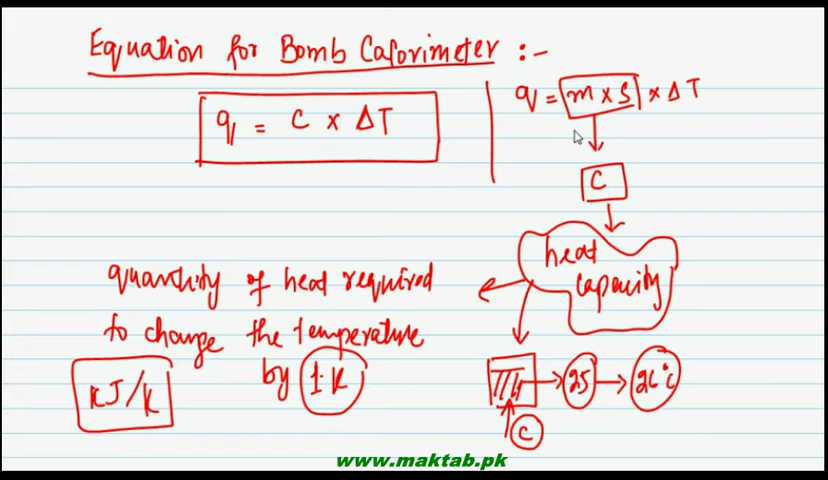 Equation for Bomb Calorimeter :-
q = C × ΔT
q = m × s × ΔT
C
heat
capacity
quantity of heat required
to change the temperature
by 1 K
kJ/K
25
26°C
C
www.maktab.pk